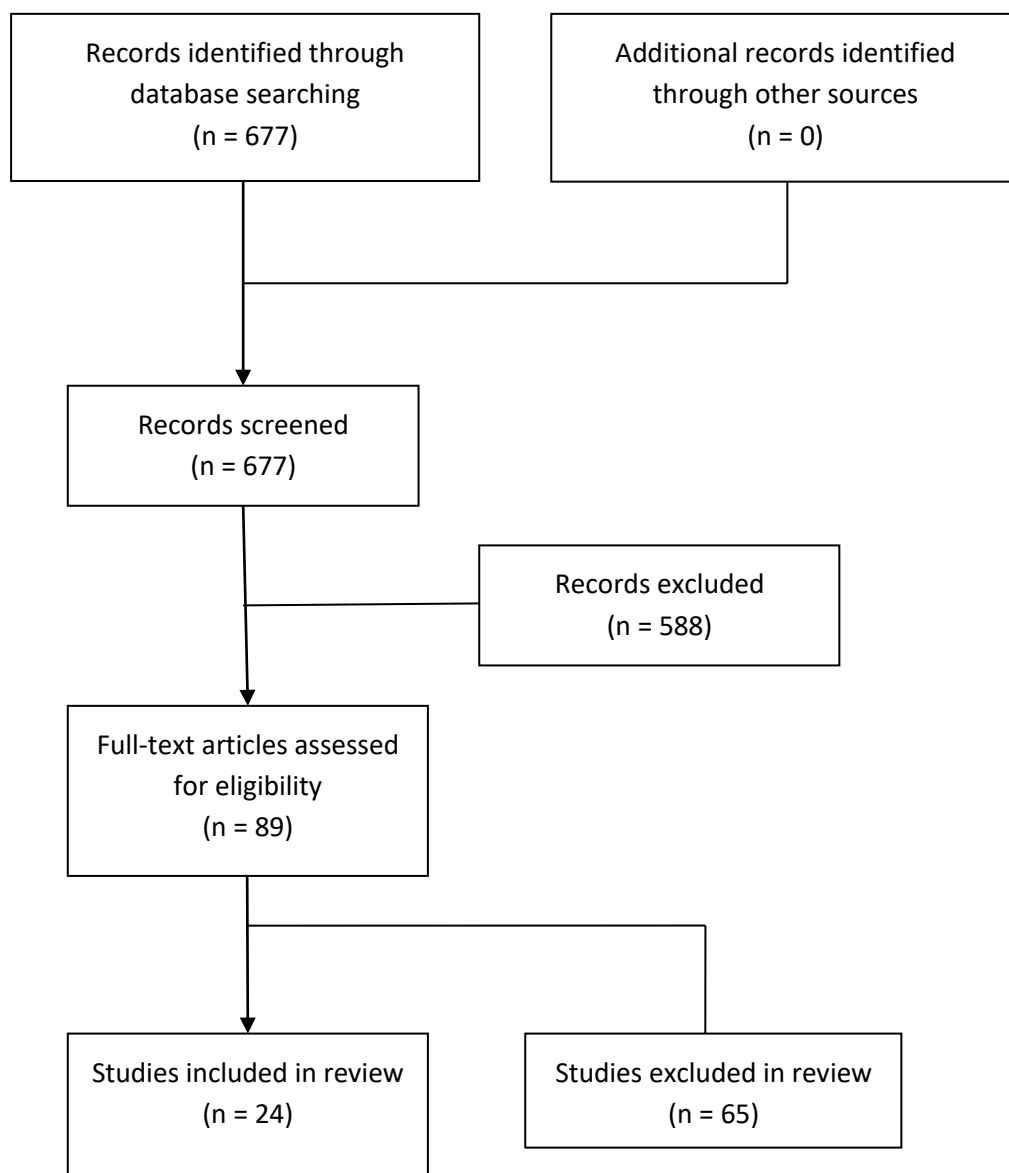 Records identified through
database searching
(n = 677)
Additional records identified
through other sources
(n = 0)
Records screened
(n = 677)
Records excluded
(n = 588)
Full-text articles assessed
for eligibility
(n = 89)
Studies included in review
(n = 24)
Studies excluded in review
(n = 65)